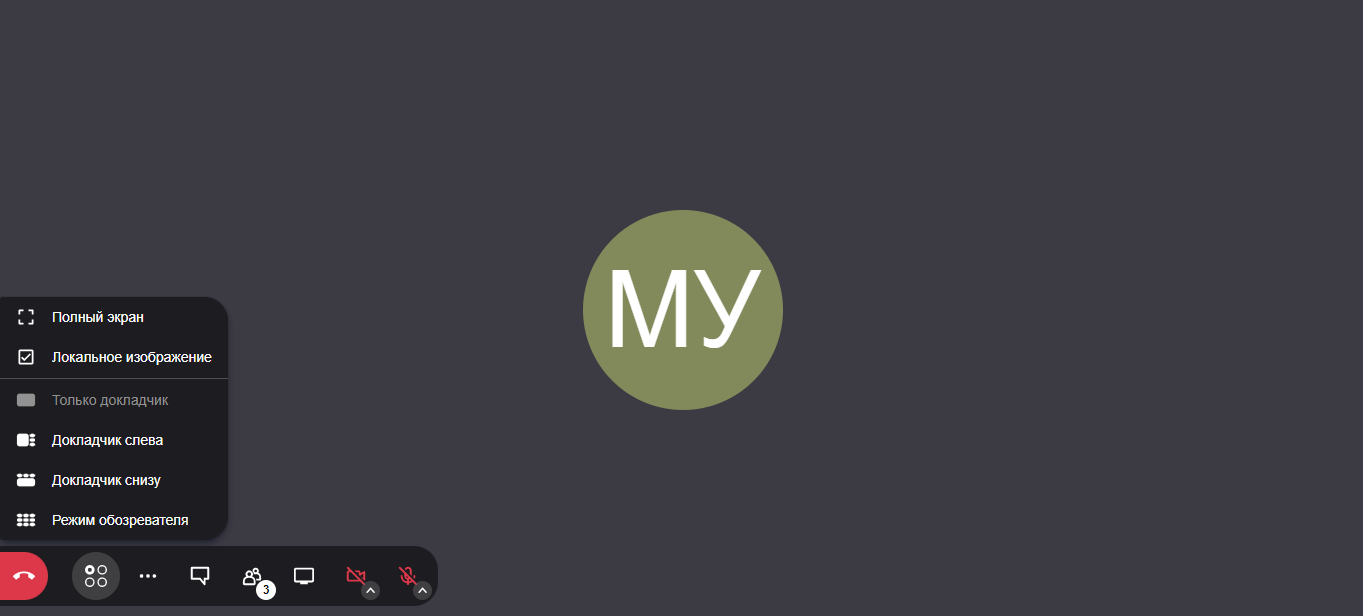 МУ
Полный экран
Локальное изображение
Только докладчик
Докладчик слева
Докладчик снизу
Режим обозревателя
3